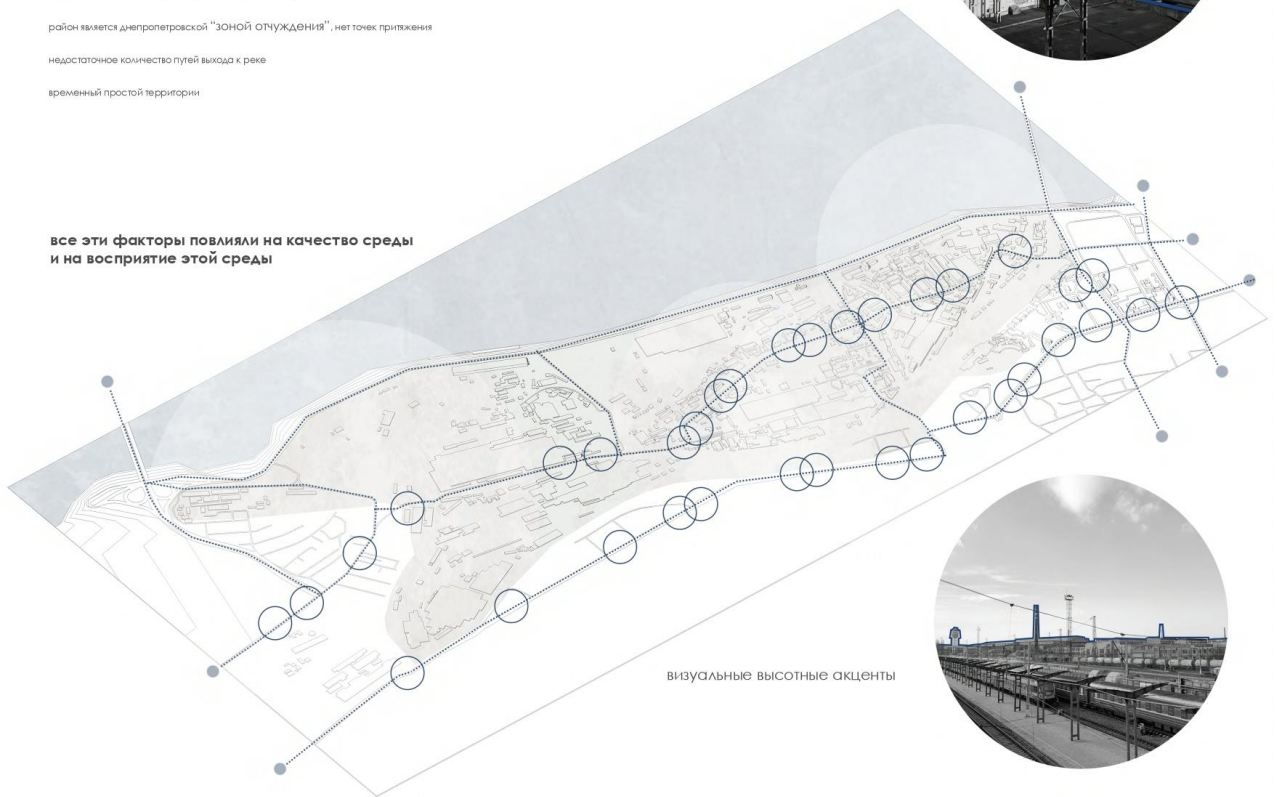 район является днепропетровской "зоной отчуждения", нет точек притяжения
недостаточное количество путей выхода к реке
временный простой территории
все эти факторы повлияли на качество среды
и на восприятие этой среды
визуальные высотные акценты